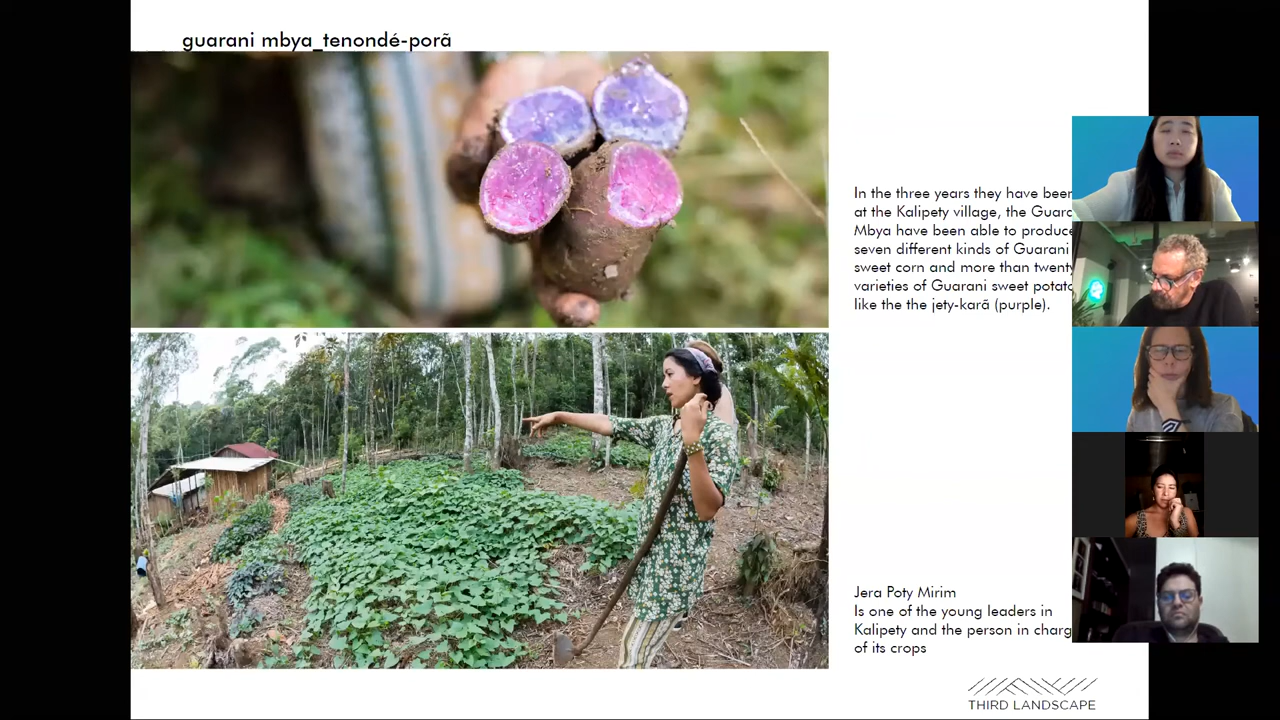 guarani mbya_tenondé-porã
In the three years they have been
at the Kalipety village, the Guara
Mbya have been able to produce
seven different kinds of Guarani
sweet corn and more than twenty
varieties of Guarani sweet potato
like the the jety-karã (purple).
Jera Poty Mirim
Is one of the young leaders in
Kalipety and the person in charg
of its crops
THIRD LANDSCAPE